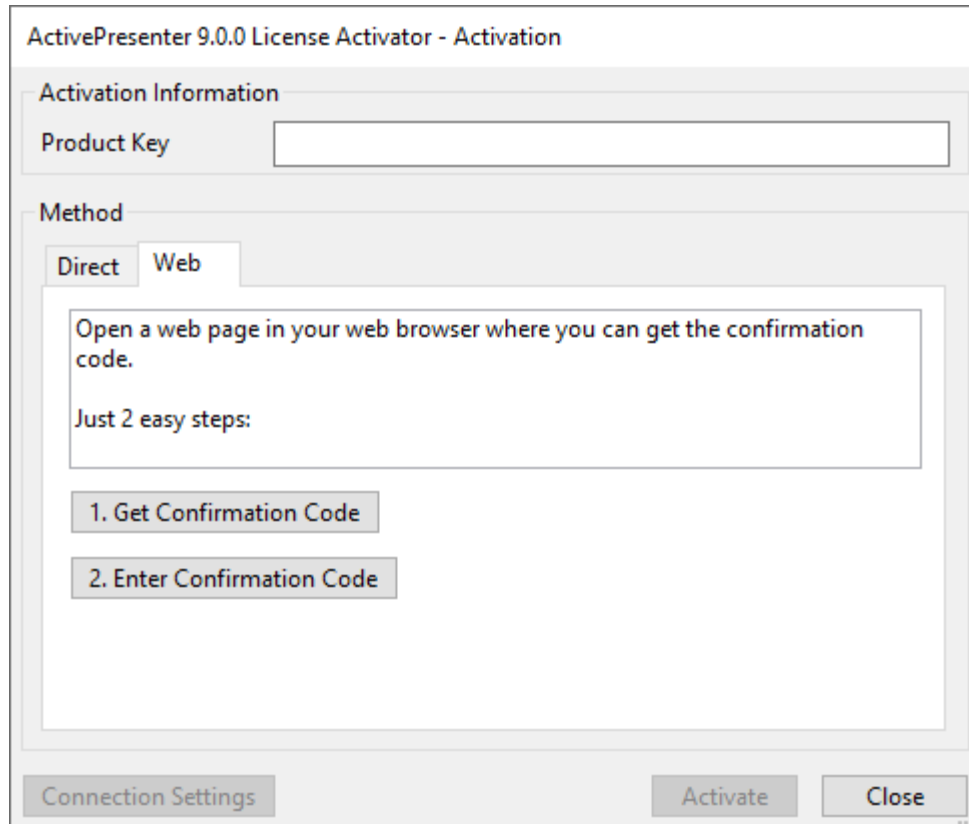 ActivePresenter 9.0.0 License Activator - Activation
Activation Information
Product Key
Method
Direct
Web
Open a web page in your web browser where you can get the confirmation
code.
Just 2 easy steps:
1. Get Confirmation Code
2. Enter Confirmation Code
Connection Settings
Activate
Close